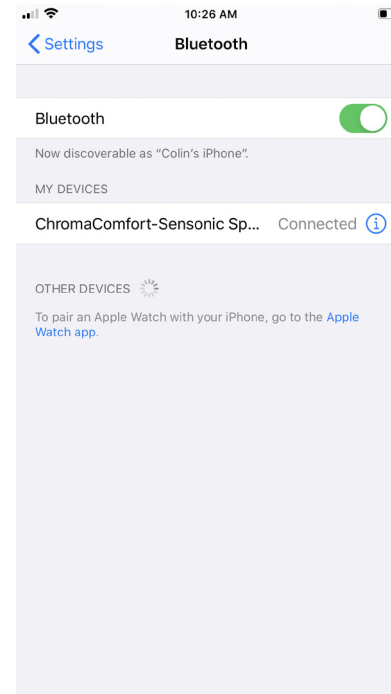 10:26 AM
Settings
Bluetooth
Bluetooth
Now discoverable as “Colin’s iPhone”.
MY DEVICES
ChromaComfort-Sensonic Sp... Connected
OTHER DEVICES
To pair an Apple Watch with your iPhone, go to the Apple
Watch app.